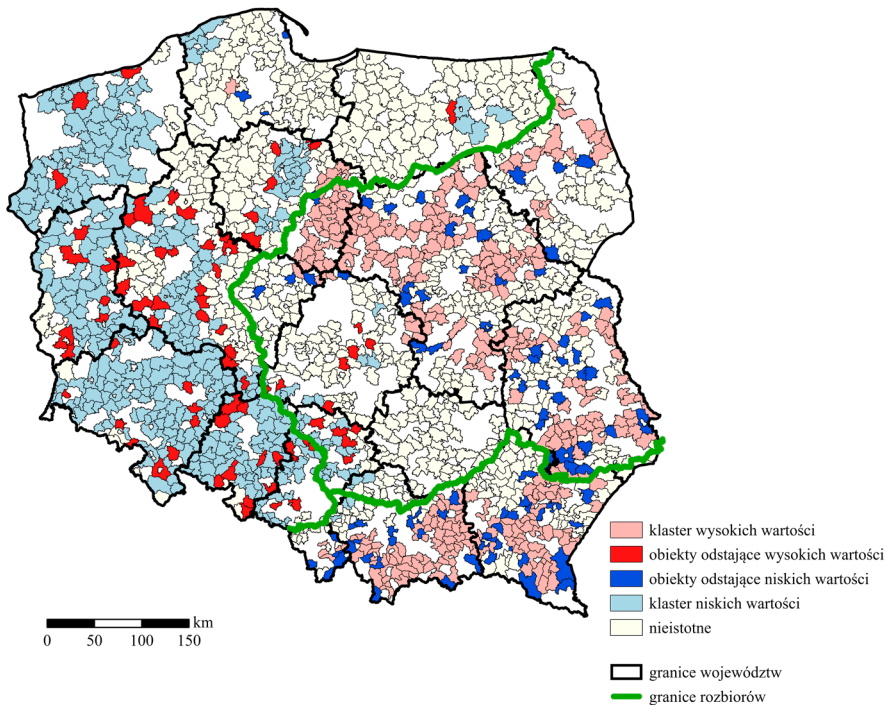 klaster wysokich wartości
obiekty odstające wysokich wartości
obiekty odstające niskich wartości
klaster niskich wartości
nieistotne
granice województw
granice rozbiorów
km
0 50 100 150